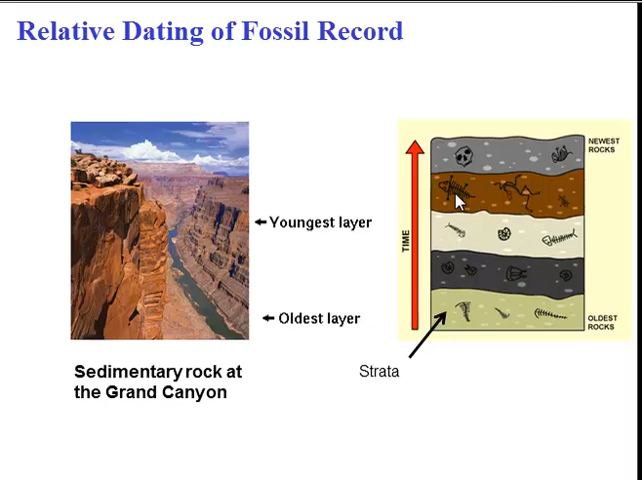 Relative Dating of Fossil Record
Youngest layer
Oldest layer
Sedimentary rock at
the Grand Canyon
NEWEST
ROCKS
TIME
OLDEST
ROCKS
Strata